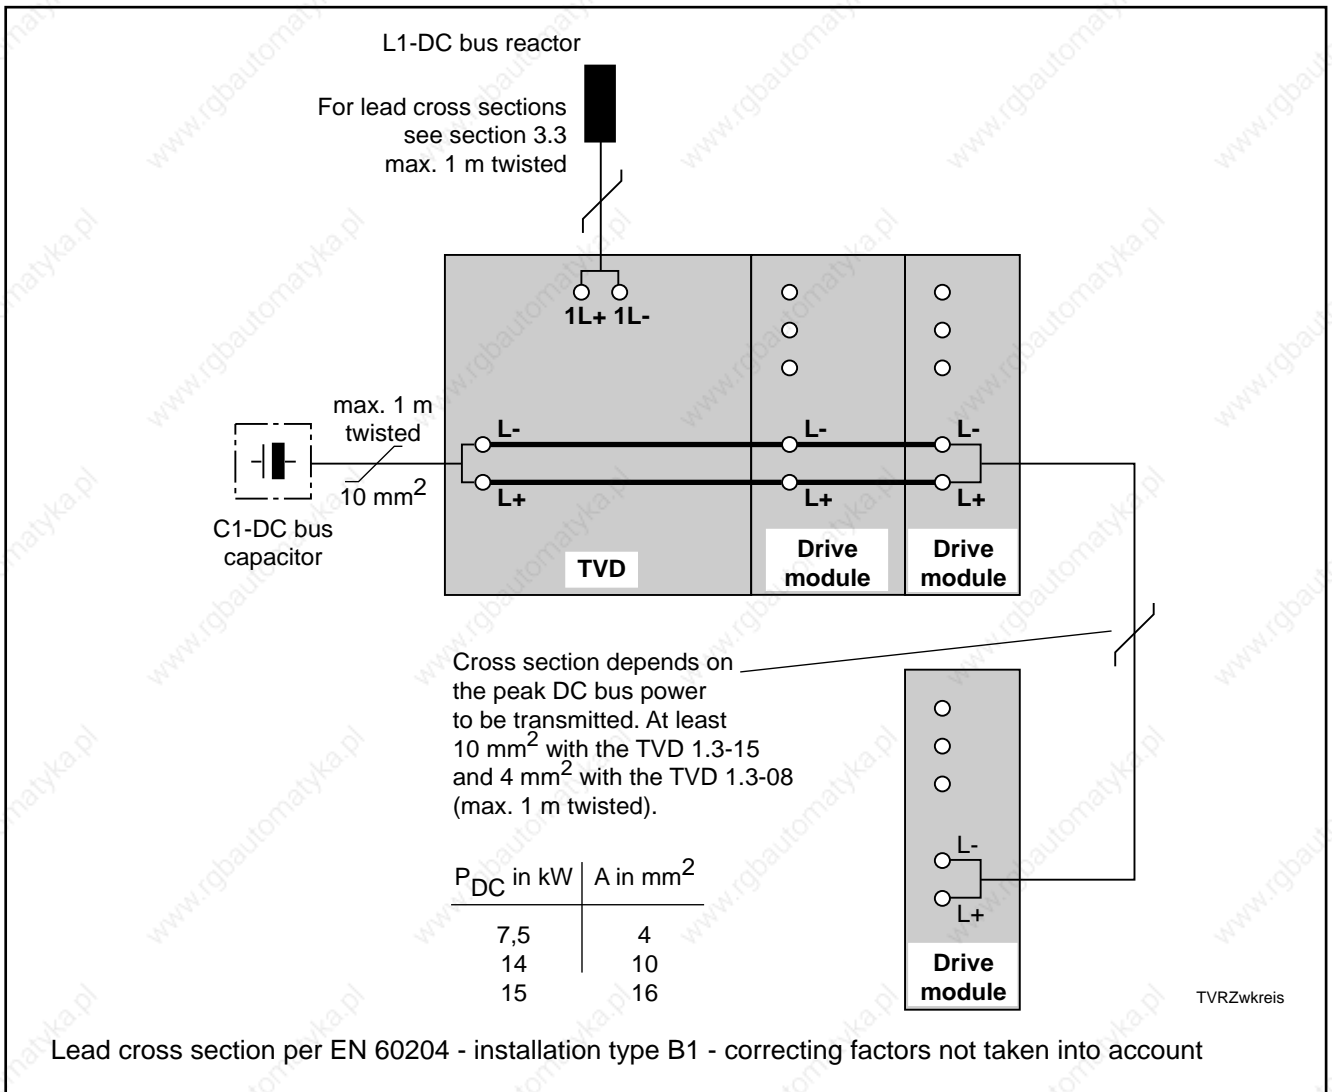 L1-DC bus reactor
For lead cross sections
see section 3.3
max. 1 m twisted
1L+ 1L-
max. 1 m
twisted
10 mm2
C1-DC bus
capacitor
L- L- L-
L+ L+ L+
TVD
Drive
module
Drive
module
Cross section depends on
the peak DC bus power
to be transmitted. At least
10 mm2 with the TVD 1.3-15
and 4 mm2 with the TVD 1.3-08
(max. 1 m twisted).
PDC in kW A in mm2
7,5 4
14 10
15 16
L-
L+
Drive
module
TVRZwkreis
Lead cross section per EN 60204 - installation type B1 - correcting factors not taken into account
www.rgbautomatyka.pl